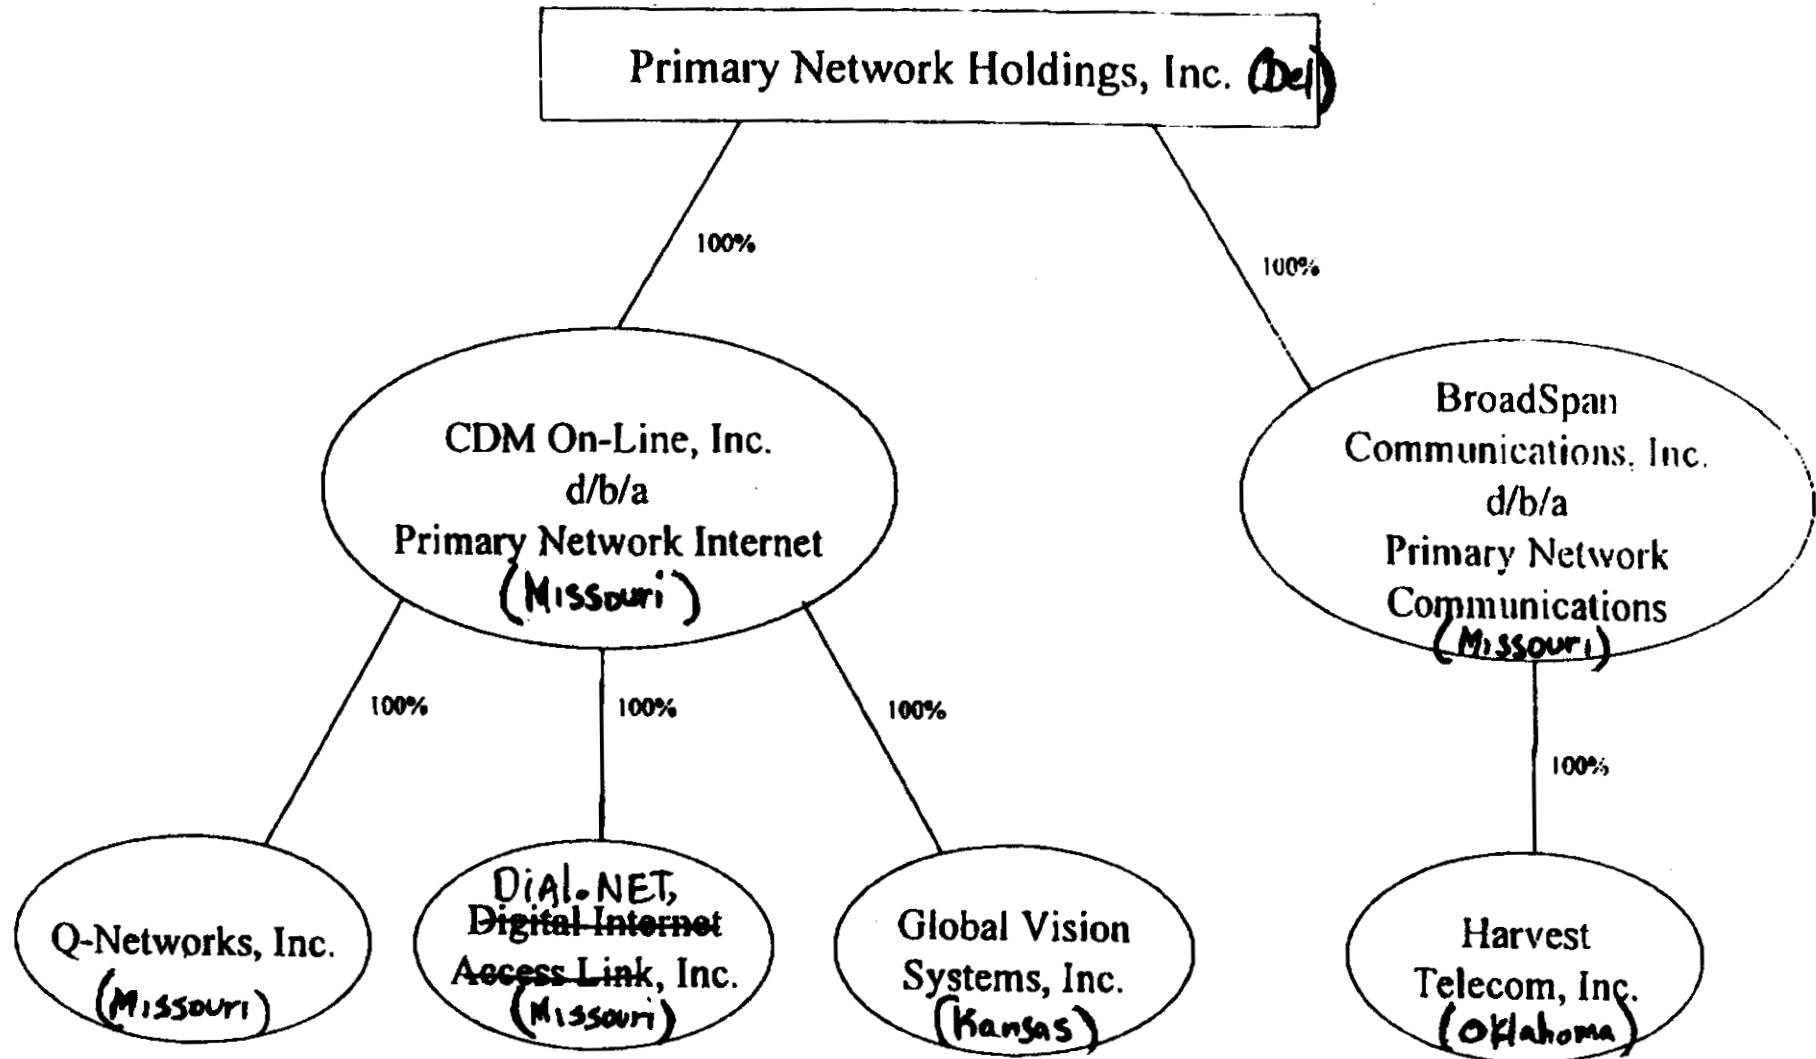 Primary Network Holdings, Inc. (Del)
100%
100%
CDM On-Line, Inc.
d/b/a
Primary Network Internet
(Missouri)
BroadSpan
Communications, Inc.
d/b/a
Primary Network
Communications
(Missouri)
100%
100%
100%
100%
Q-Networks, Inc.
(Missouri)
DiAl.NET,
Digital Internet
Access Link, Inc.
(Missouri)
Global Vision
Systems, Inc.
(Kansas)
Harvest
Telecom, Inc.
(Oklahoma)